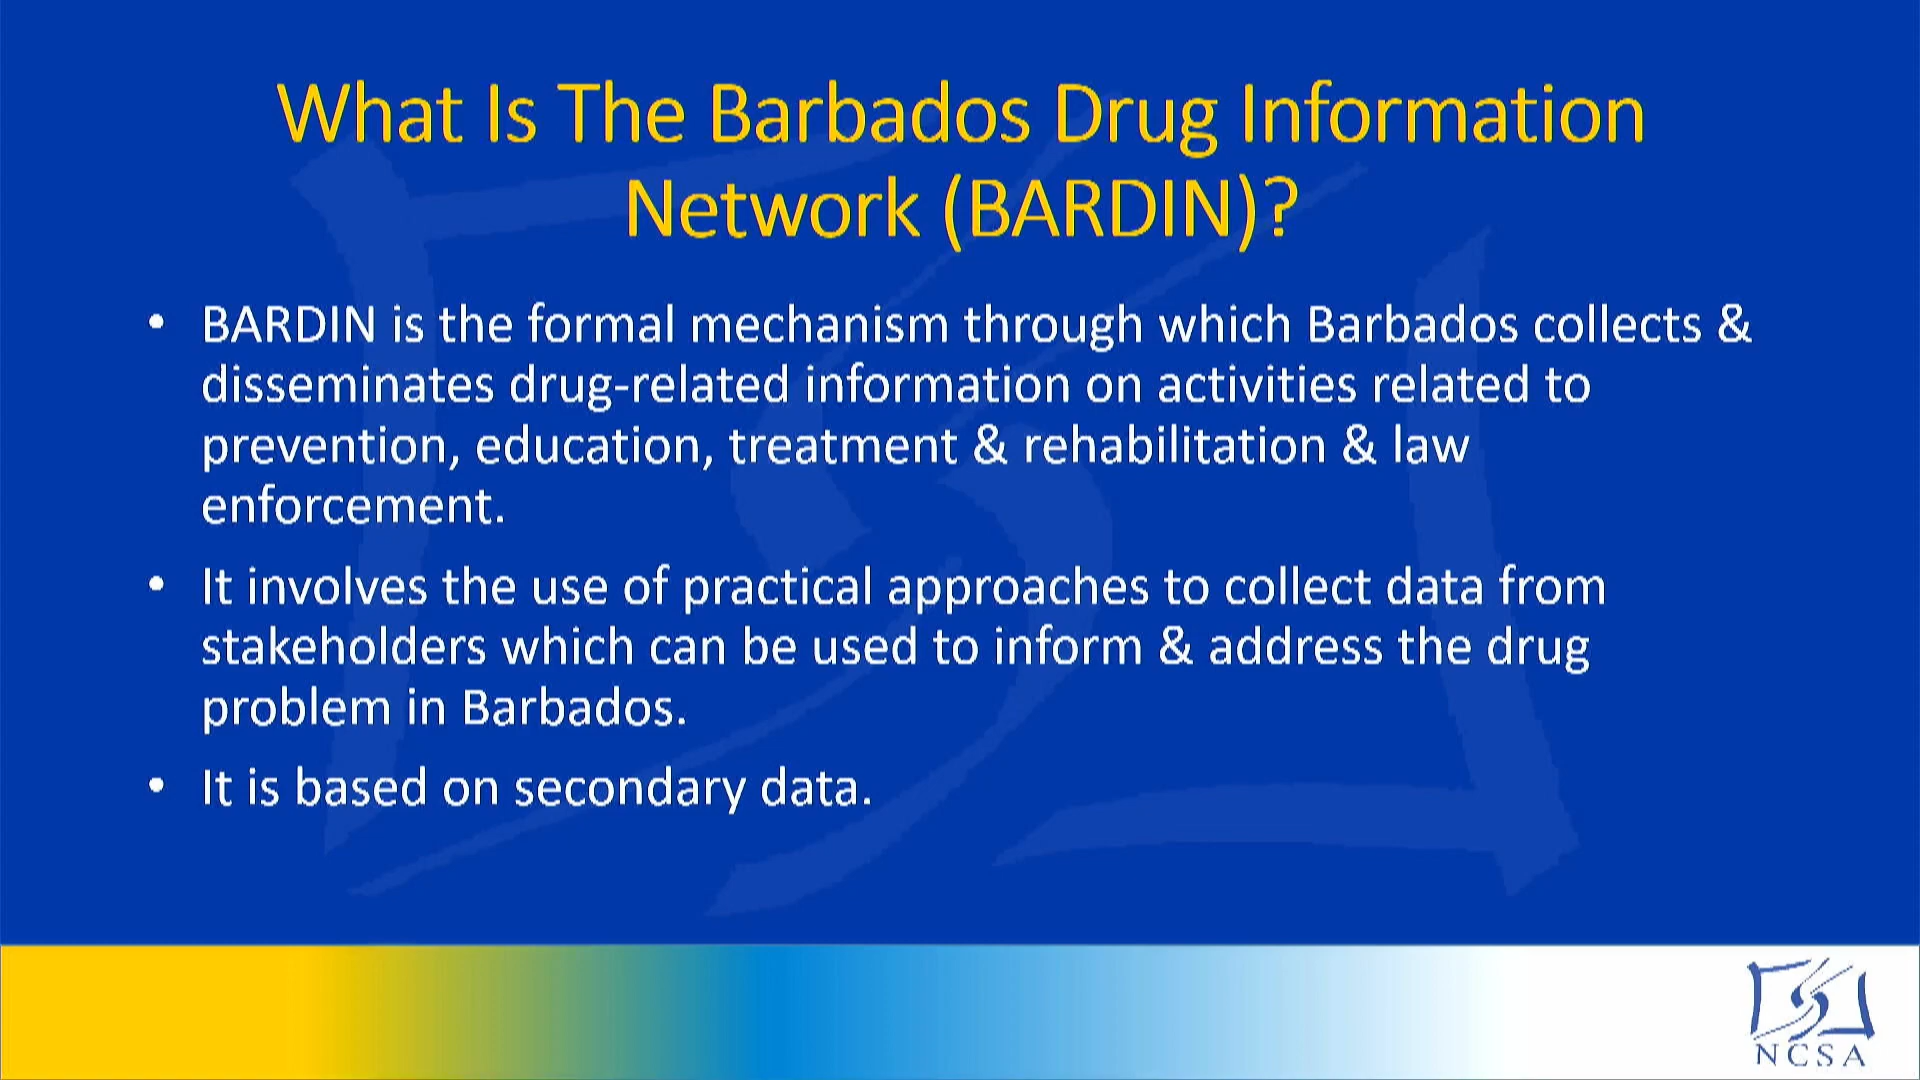 What Is The Barbados Drug Information
Network (BARDIN)?
• BARDIN is the formal mechanism through which Barbados collects &
disseminates drug-related information on activities related to
prevention, education, treatment & rehabilitation & law
enforcement.
• It involves the use of practical approaches to collect data from
stakeholders which can be used to inform & address the drug
problem in Barbados.
• It is based on secondary data.
NCSA